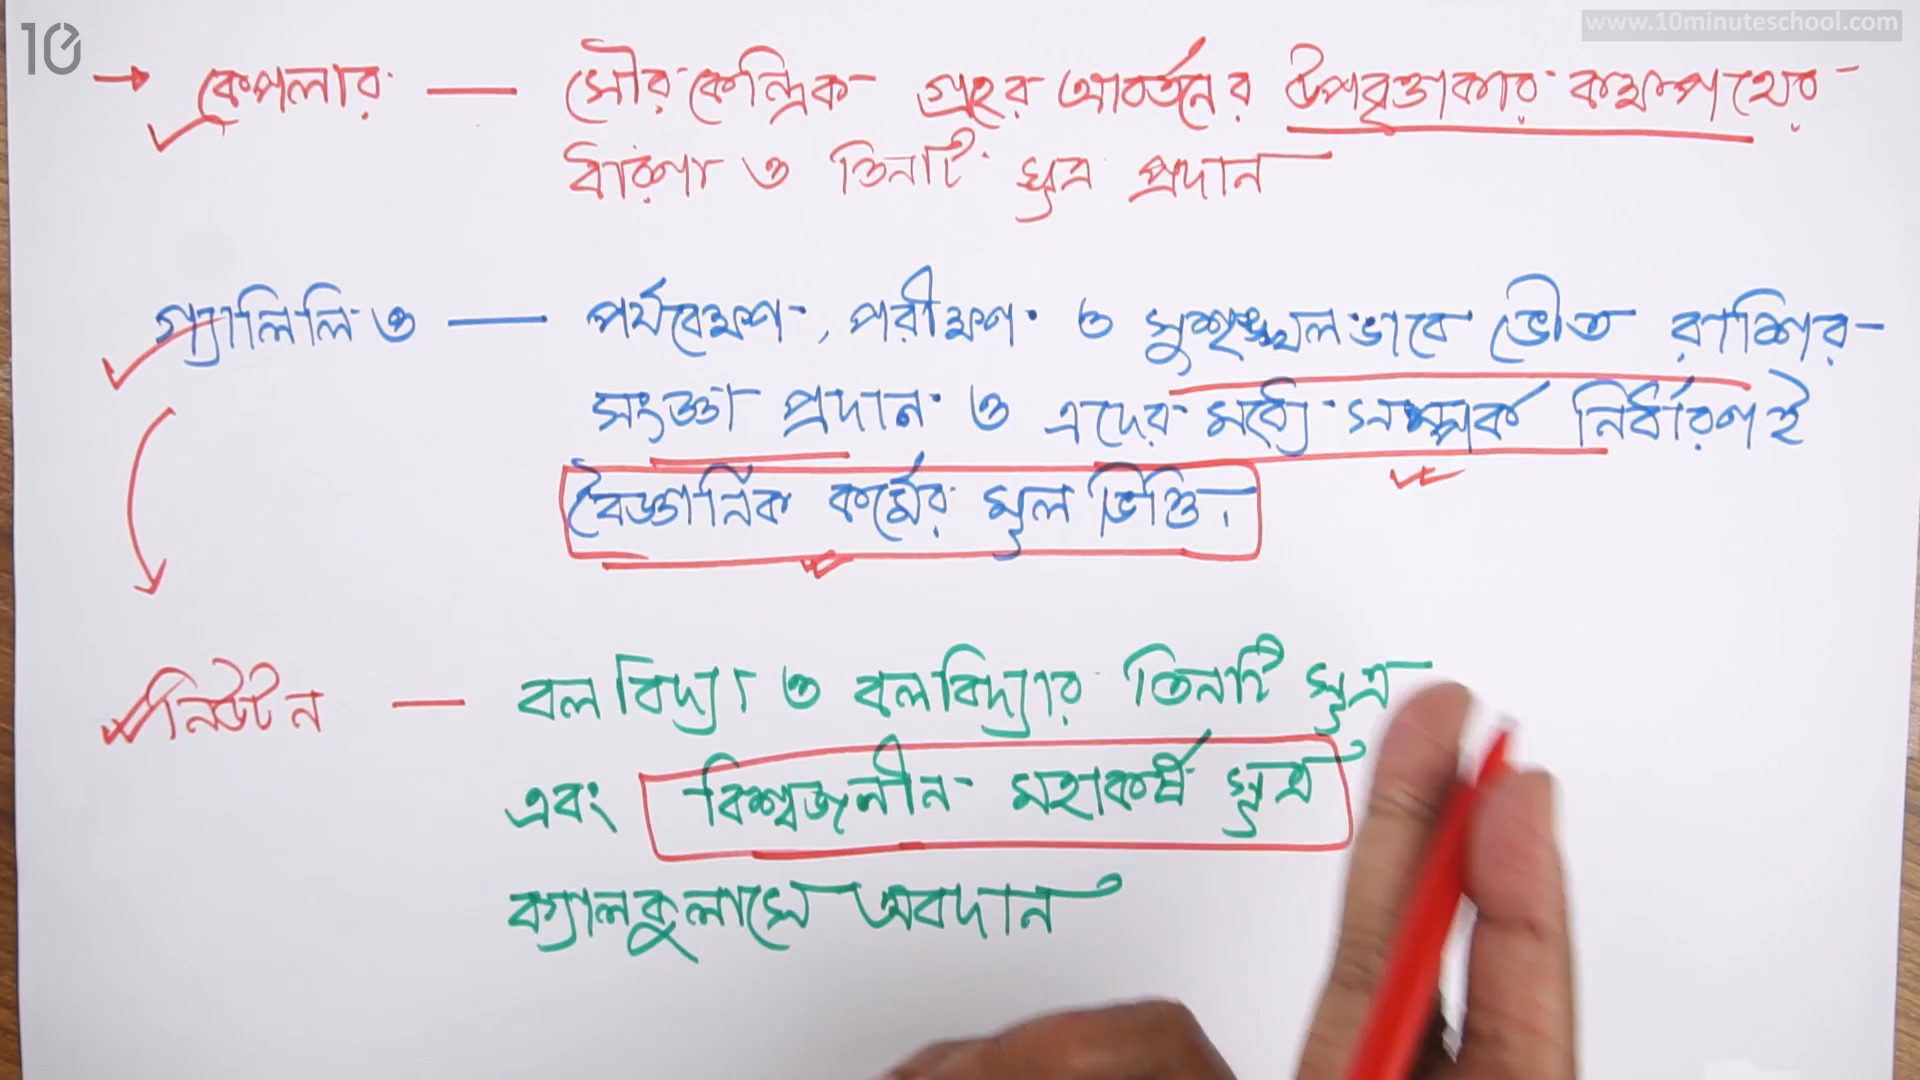 10
www.10minuteschool.com
→ কেপলার — সৌরকেন্দ্রিক গ্রহের আবর্তনের উপবৃত্তাকার কক্ষপথের
ধারণা ও তিনটি সূত্র প্রদান
গ্যালিলিও — পর্যবেক্ষণ, পরীক্ষণ ও সুশৃঙ্খলভাবে ভৌত রাশির
সংজ্ঞা প্রদান ও এদের মধ্যে সম্পর্ক নির্ধারণই
বৈজ্ঞানিক কর্মের মূল ভিত্তি।
নিউটন — বলবিদ্যা ও বলবিদ্যার তিনটি সূত্র
এবং বিশ্বজনীন মহাকর্ষ সূত্র
ক্যালকুলাসে অবদান